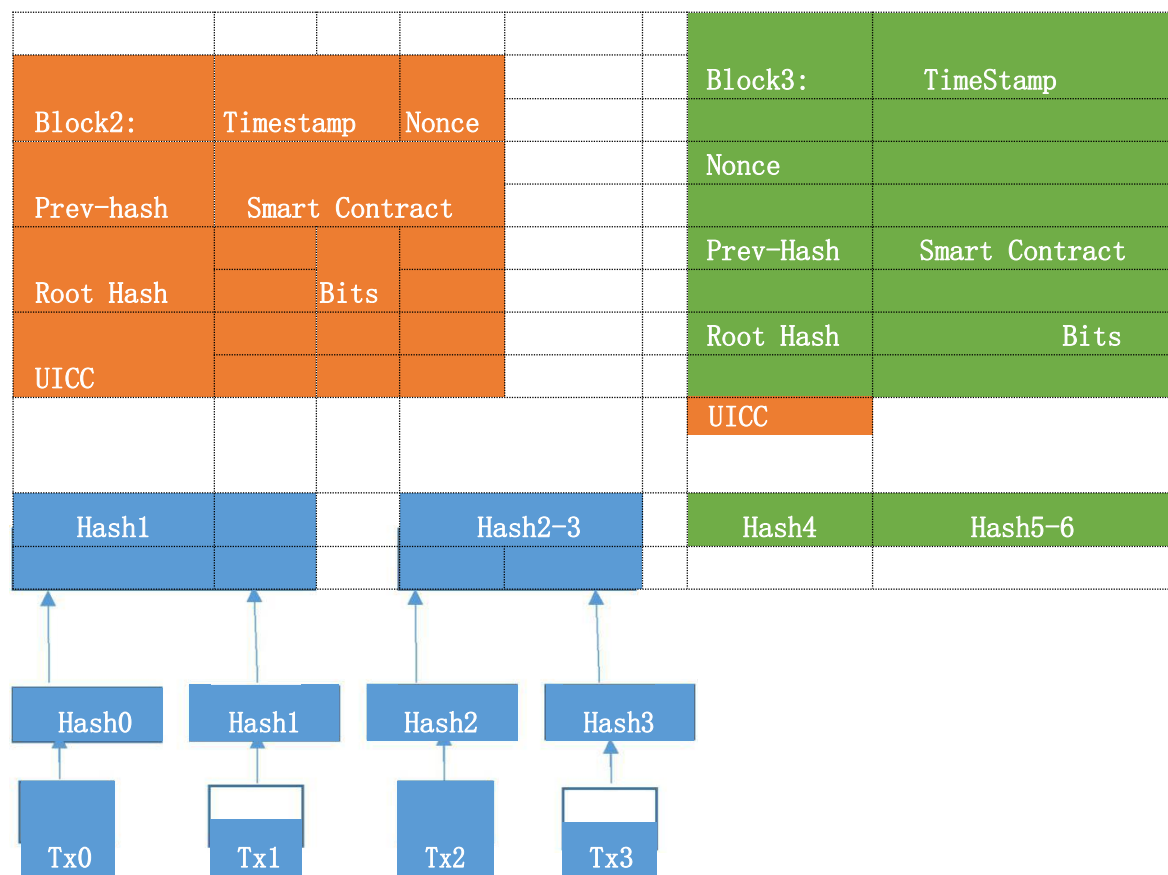 Block2: Timestamp Nonce
Prev-hash Smart Contract
Root Hash Bits
UICC
Block3: TimeStamp
Nonce
Prev-Hash Smart Contract
Root Hash Bits
UICC
Hash1 Hash2-3 Hash4 Hash5-6
Hash0 Hash1 Hash2 Hash3
Tx0 Tx1 Tx2 Tx3